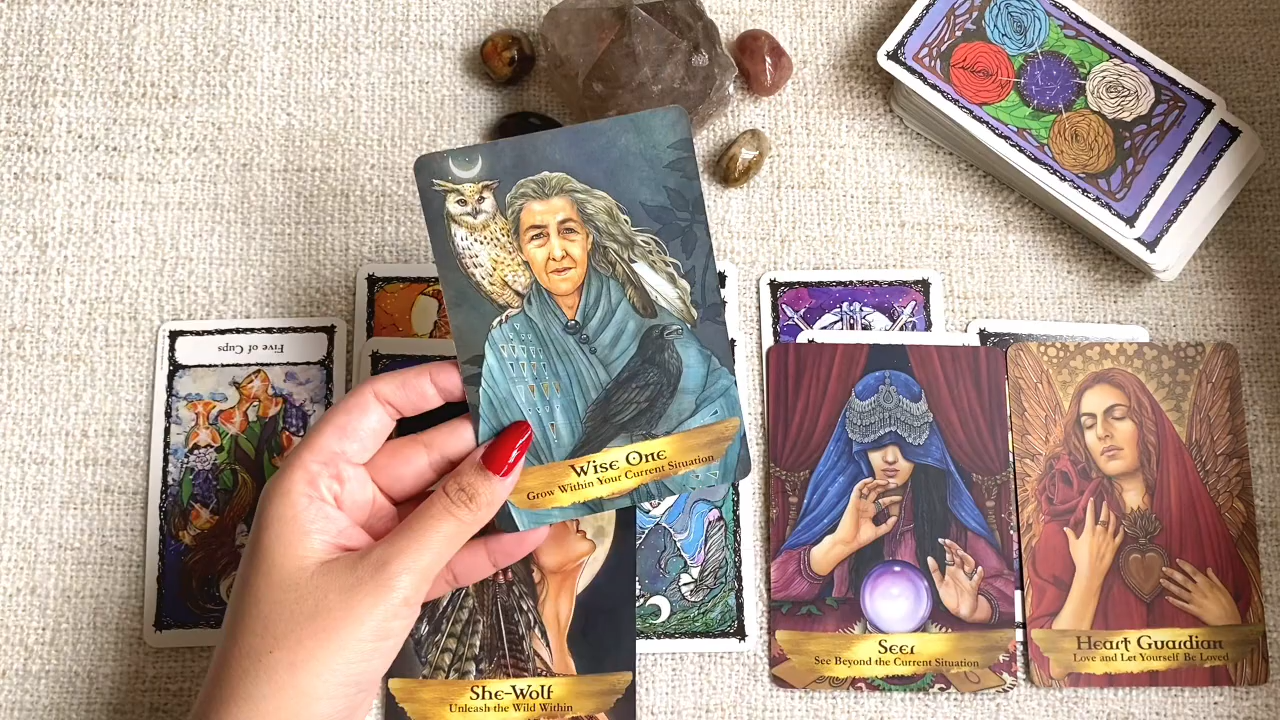 Five of Cups
Wise One
Grow Within Your Current Situation
Seer
See Beyond the Current Situation
Heart Guardian
Love and Let Yourself Be Loved
She-Wolf
Unleash the Wild Within